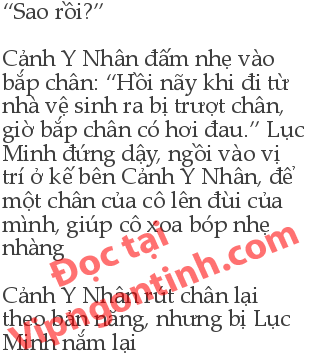 “Sao rồi?”
Cảnh Y Nhân đấm nhẹ vào
bắp chân: “Hồi nãy khi đi từ
nhà vệ sinh ra bị trượt chân,
giờ bắp chân có hơi đau.” Lục
Minh đứng dậy, ngồi vào vị
trí ở kế bên Cảnh Y Nhân, để
một chân của cô lên đùi của
mình, giúp cô xoa bóp nhẹ
nhàng
Cảnh Y Nhân rút chân lại
theo bản năng, nhưng bị Lục
Minh nắm lại
Đọc tại
Vipngontinh.com